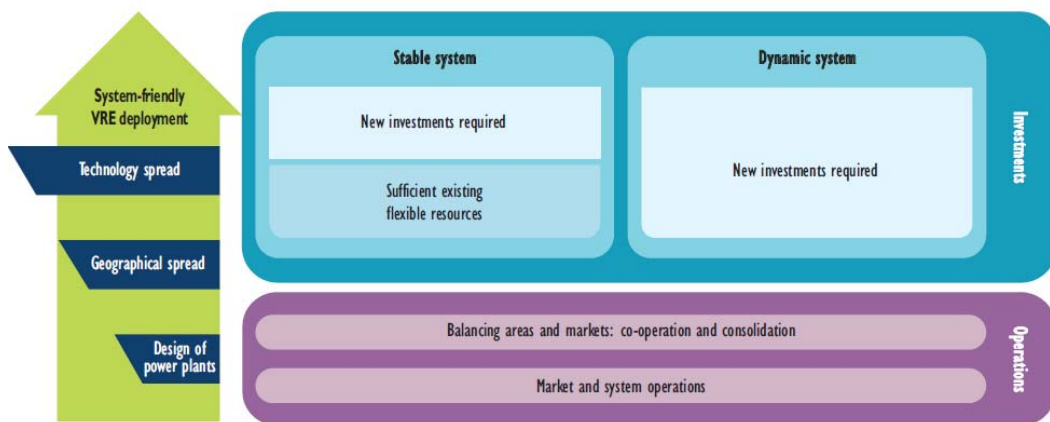 System-friendly
VRE deployment
Technology spread
Geographical spread
Design of
power plants
Stable system
New investments required
Sufficient existing
flexible resources
Dynamic system
New investments required
Investments
Balancing areas and markets: co-operation and consolidation
Market and system operations
Operations